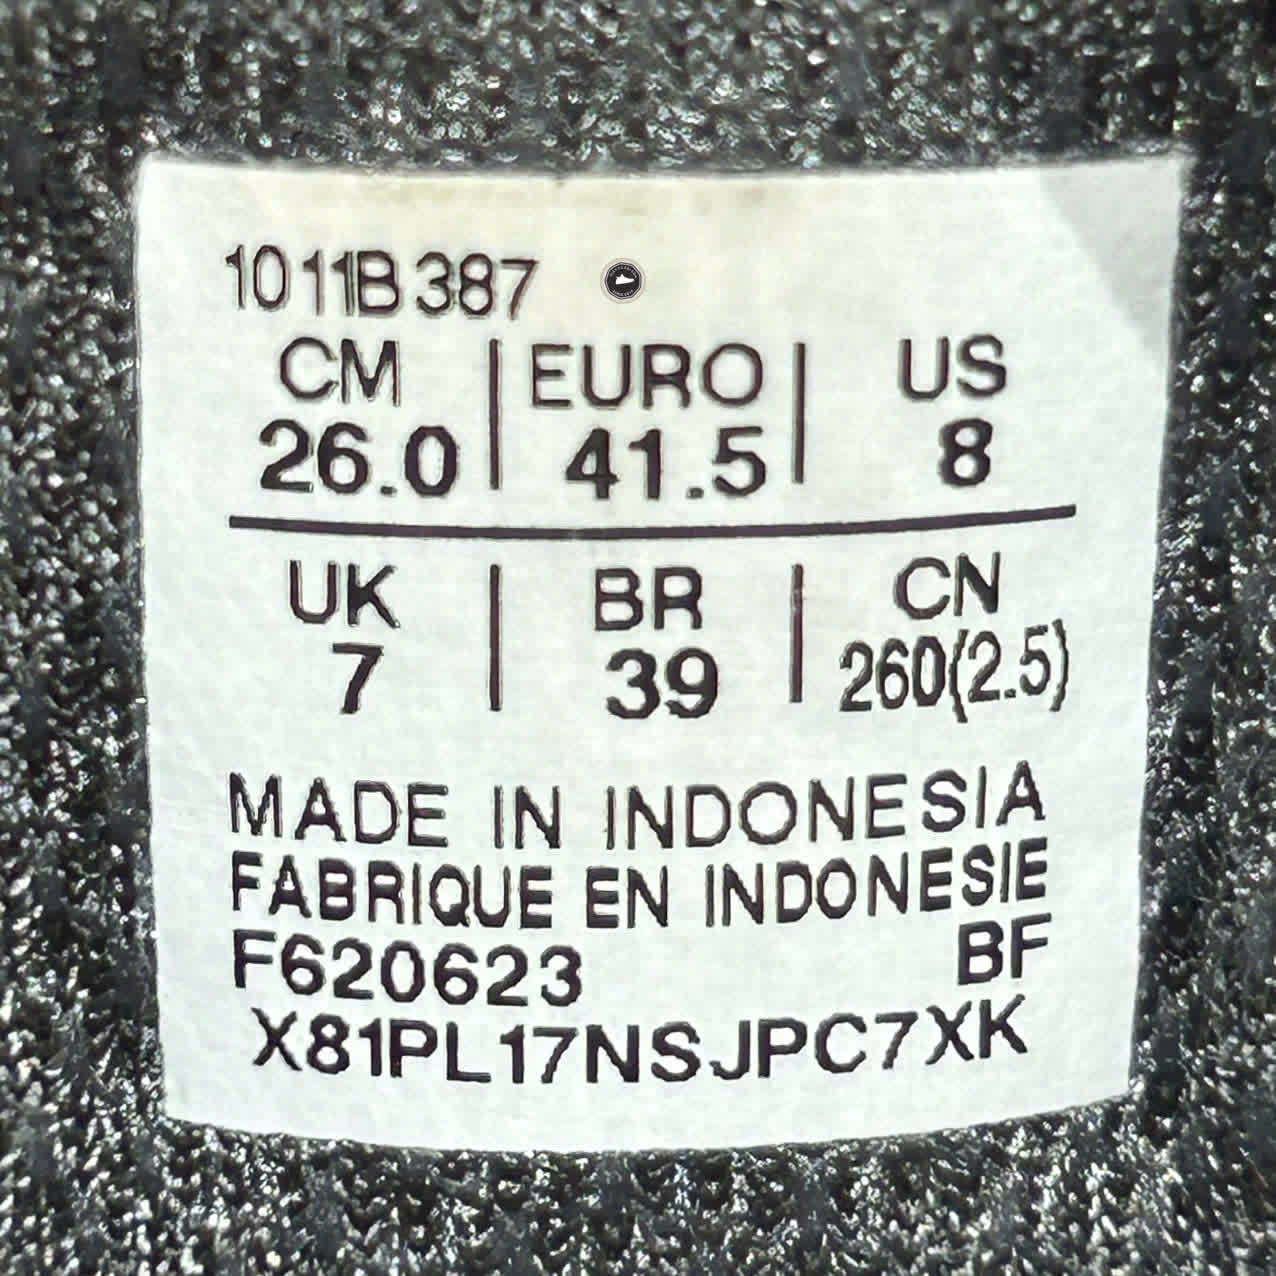 1011B387
CM | EURO | US
26.0 | 41.5 | 8
UK | BR | CN
7 | 39 | 260(2.5)
MADE IN INDONESIA
FABRIQUE EN INDONESIE
F620623 BF
X81PL17NSJPC7XK